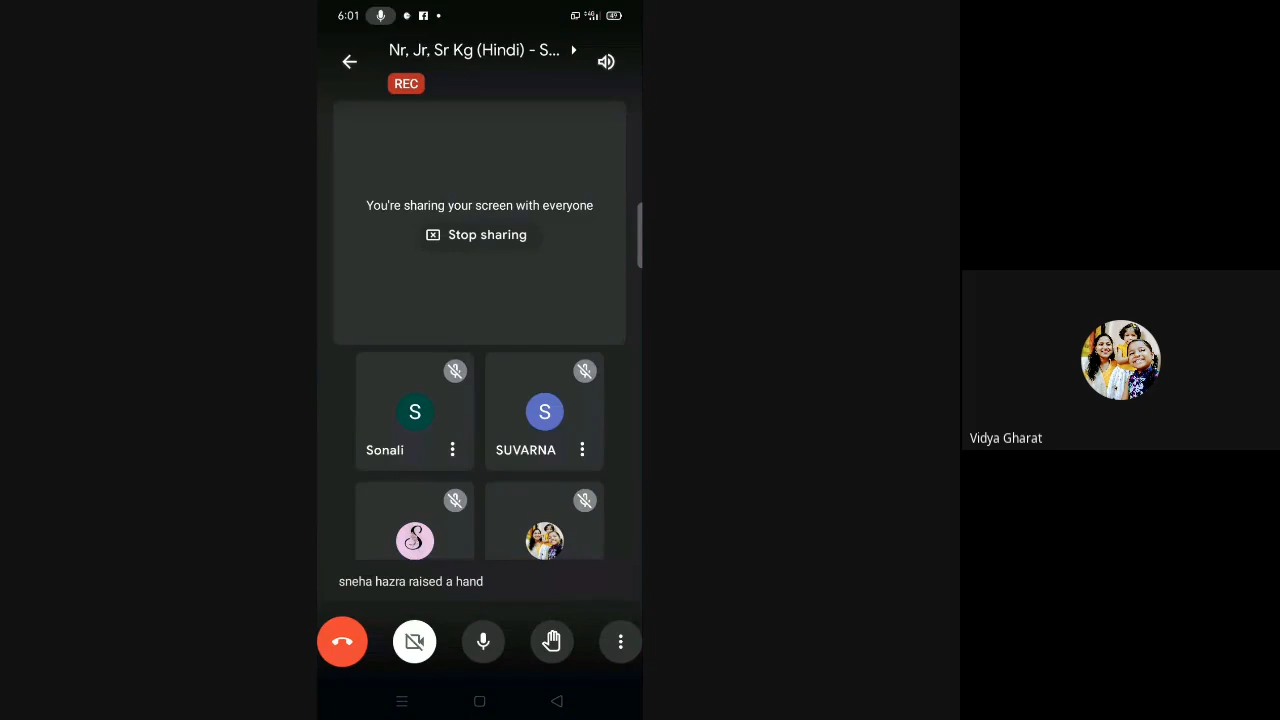 6:01
49
Nr, Jr, Sr Kg (Hindi) - S...
REC
You're sharing your screen with everyone
Stop sharing
S
S
Sonali
SUVARNA
S
sneha hazra raised a hand
Vidya Gharat